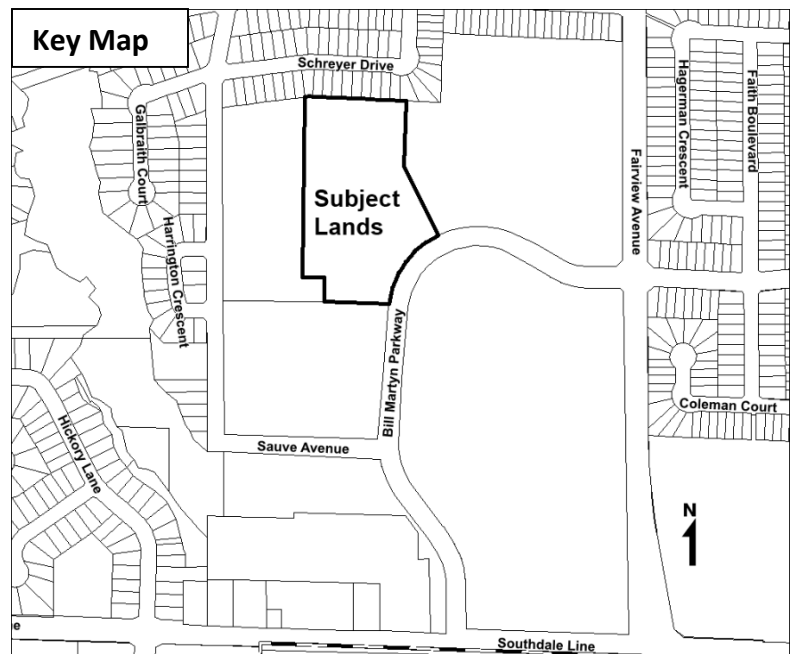 Key Map
Schreyer Drive
Galbraith Court
Harrington Crescent
Subject
Lands
Fairview Avenue
Hagerman Crescent
Faith Boulevard
Bill Martyn Parkway
Coleman Court
Hickory Lane
Sauve Avenue
N
e
Southdale Line